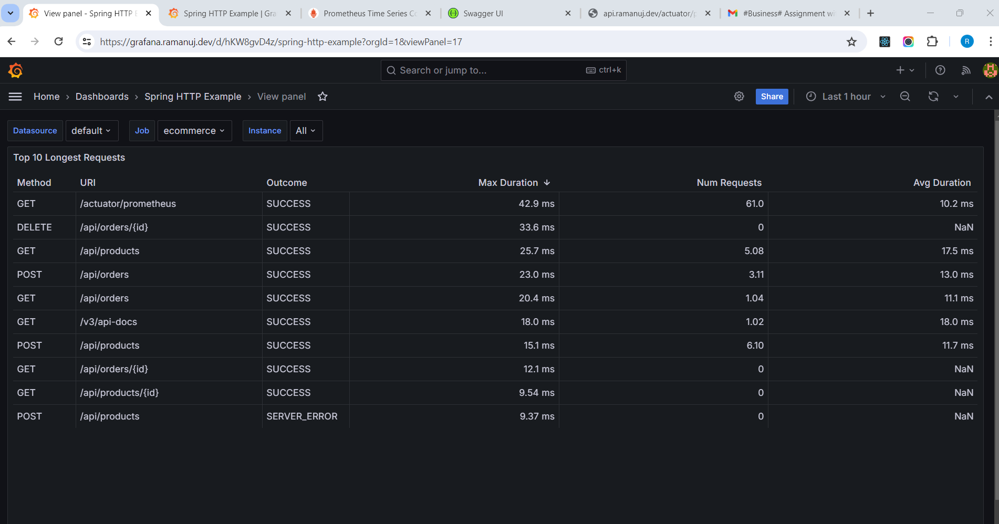 View panel - Spring HTTP E
Spring HTTP Example | Gra
Prometheus Time Series Co
Swagger UI
api.ramanuj.dev/actuator/p
#Business# Assignment wi
https://grafana.ramanuj.dev/d/hKW8gvD4z/spring-http-example?orgId=1&viewPanel=17
R
Search or jump to...
ctrl+k
Home › Dashboards › Spring HTTP Example › View panel
Share
Last 1 hour
Datasource default Job ecommerce Instance All
Top 10 Longest Requests
Method URI Outcome Max Duration Num Requests Avg Duration
GET /actuator/prometheus SUCCESS 42.9 ms 61.0 10.2 ms
DELETE /api/orders/{id} SUCCESS 33.6 ms 0 NaN
GET /api/products SUCCESS 25.7 ms 5.08 17.5 ms
POST /api/orders SUCCESS 23.0 ms 3.11 13.0 ms
GET /api/orders SUCCESS 20.4 ms 1.04 11.1 ms
GET /v3/api-docs SUCCESS 18.0 ms 1.02 18.0 ms
POST /api/products SUCCESS 15.1 ms 6.10 11.7 ms
GET /api/orders/{id} SUCCESS 12.1 ms 0 NaN
GET /api/products/{id} SUCCESS 9.54 ms 0 NaN
POST /api/products SERVER_ERROR 9.37 ms 0 NaN